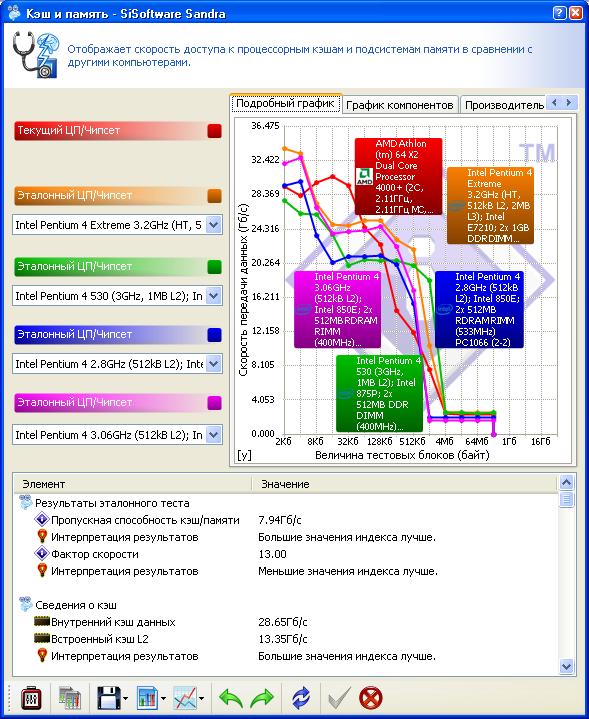 Кэш и память - SiSoftware Sandra
Отображает скорость доступа к процессорным кэшам и подсистемам памяти в сравнении с
другими компьютерами.
Текущий ЦП/Чипсет
Эталонный ЦП/Чипсет
Intel Pentium 4 Extreme 3.2GHz (HT, 5
Эталонный ЦП/Чипсет
Intel Pentium 4 530 (3GHz, 1MB L2); In
Эталонный ЦП/Чипсет
Intel Pentium 4 2.8GHz (512kB L2); Inte
Эталонный ЦП/Чипсет
Intel Pentium 4 3.06GHz (512kB L2); In
Подробный график
График компонентов
Производитель
TM
Скорость передачи данных (Гб/с)
36.475
32.422
28.369
24.316
20.264
16.211
12.158
8.105
4.053
0.000
AMD Athlon
(tm) 64 X2
Dual Core
Processor
4000+ (2C,
2.11ГГц,
2.11ГГц MC,...
AMD
Intel Pentium 4
Extreme
3.2GHz (HT,
512kB L2, 2MB
L3); Intel
E7210; 2x 1GB
DDR DIMM...
Intel Pentium 4
3.06GHz
(512kB L2);
Intel 850E; 2x
512MB RDRAM
RIMM
(400MHz)...
Intel Pentium 4
2.8GHz (512kB
L2); Intel 850E;
2x 512MB
RDRAM RIMM
(533MHz)
PC1066 (2-2)
Intel Pentium 4
530 (3GHz,
1MB L2); Intel
875P; 2x
512MB DDR
DIMM
(400MHz)...
2Кб 8Кб 32Кб 128Кб 512Кб 4Мб 64Мб 1Гб 16Гб
[y]
Величина тестовых блоков (байт)
Элемент Значение
Результаты эталонного теста
Пропускная способность кэш/памяти 7.94Гб/с
Интерпретация результатов Большие значения индекса лучше.
Фактор скорости 13.00
Интерпретация результатов Меньшие значения индекса лучше.
Сведения о кэш
Внутренний кэш данных 28.65Гб/с
Встроенный кэш L2 13.35Гб/с
Интерпретация результатов Большие значения индекса лучше.